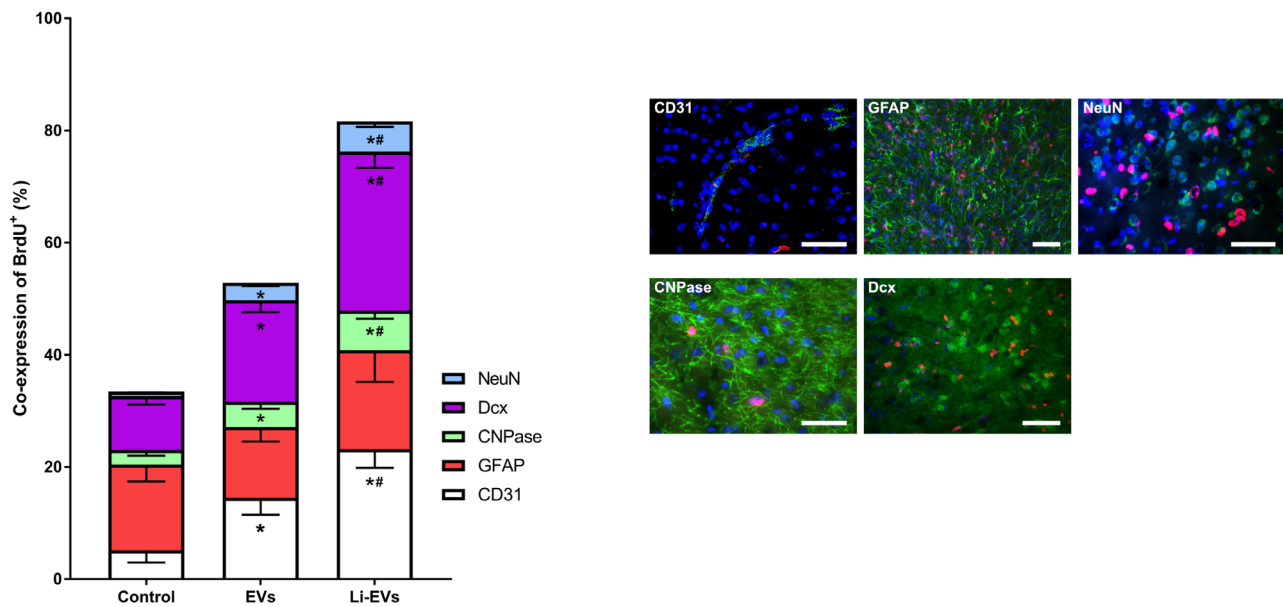 Co-expression of BrdU⁺ (%)
100
80
60
40
20
0
*#
*#
*#
*#
*
*
*
*
Control
EVs
Li-EVs
NeuN
Dcx
CNPase
GFAP
CD31
CD31
GFAP
NeuN
CNPase
Dcx